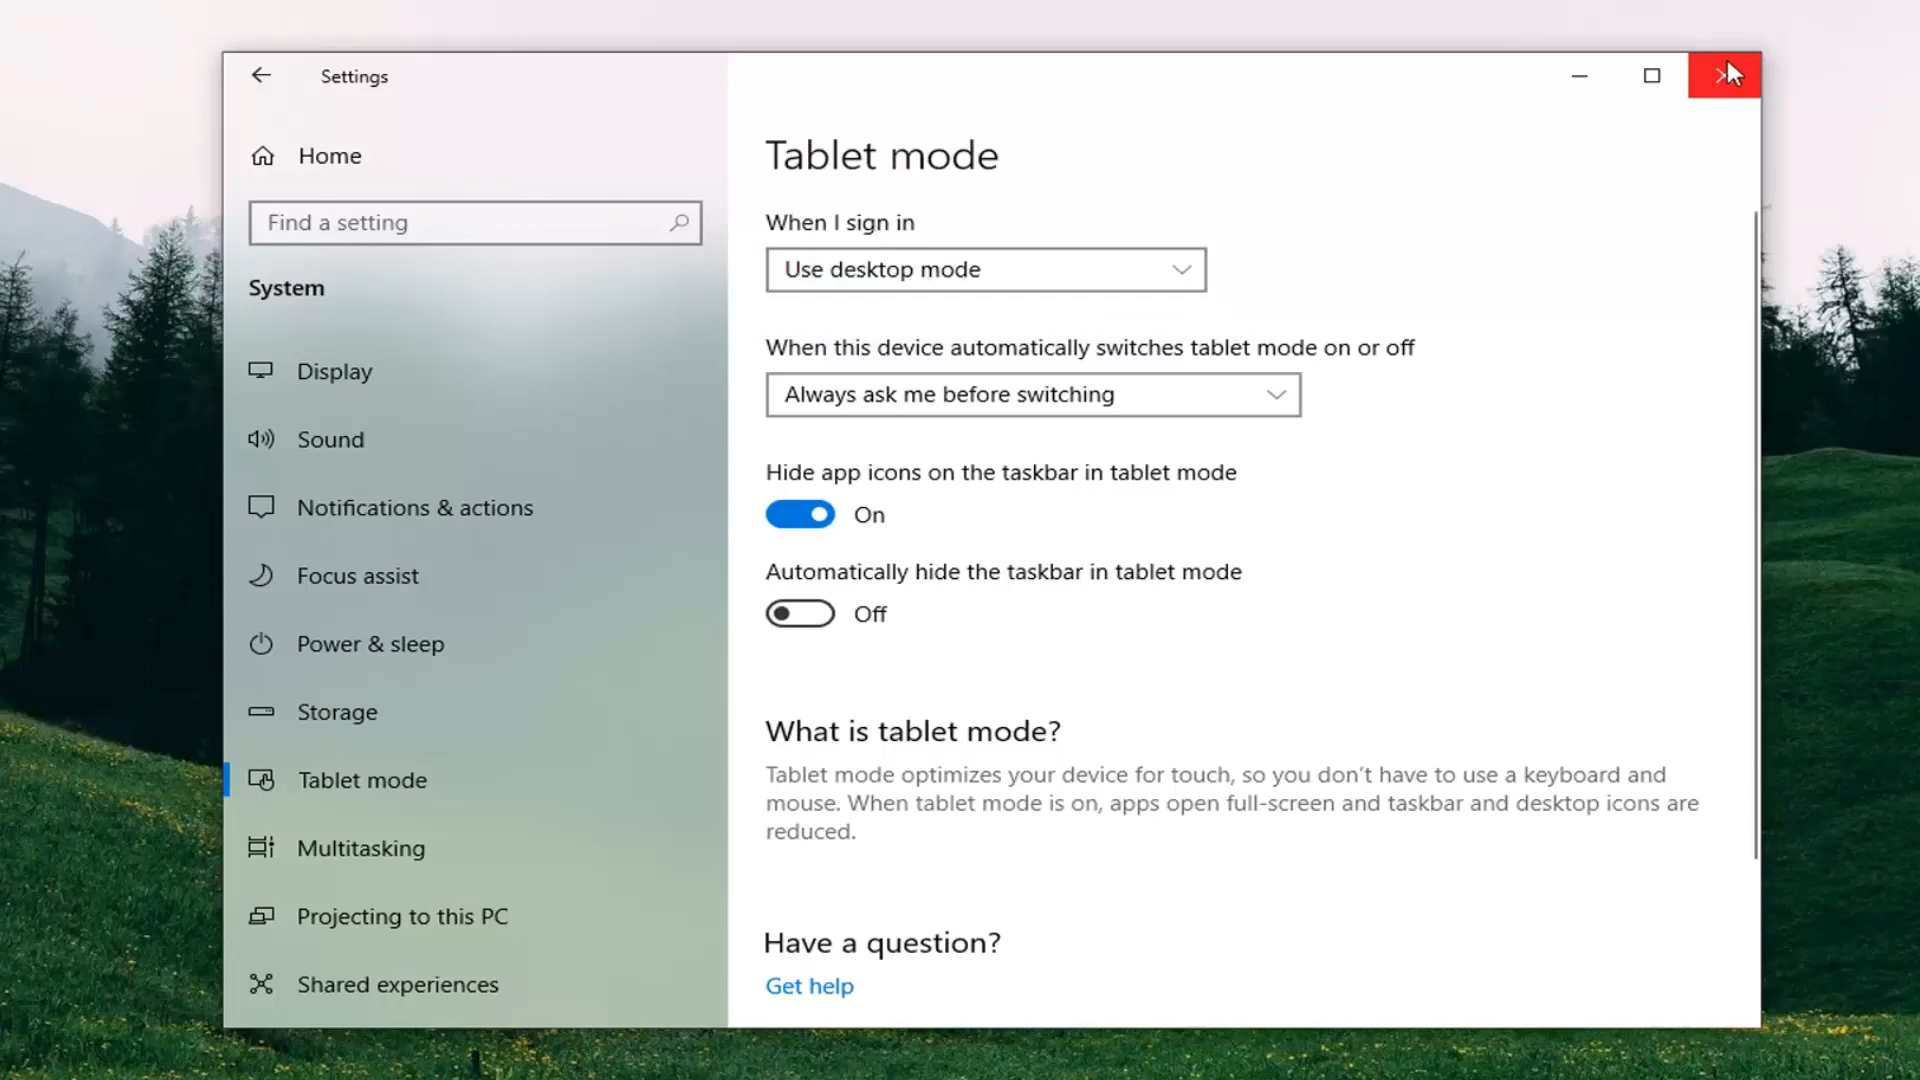 Settings
Home
Find a setting
System
Display
Sound
Notifications & actions
Focus assist
Power & sleep
Storage
Tablet mode
Multitasking
Projecting to this PC
Shared experiences
Tablet mode
When I sign in
Use desktop mode
When this device automatically switches tablet mode on or off
Always ask me before switching
Hide app icons on the taskbar in tablet mode
On
Automatically hide the taskbar in tablet mode
Off
What is tablet mode?
Tablet mode optimizes your device for touch, so you don’t have to use a keyboard and
mouse. When tablet mode is on, apps open full-screen and taskbar and desktop icons are
reduced.
Have a question?
Get help